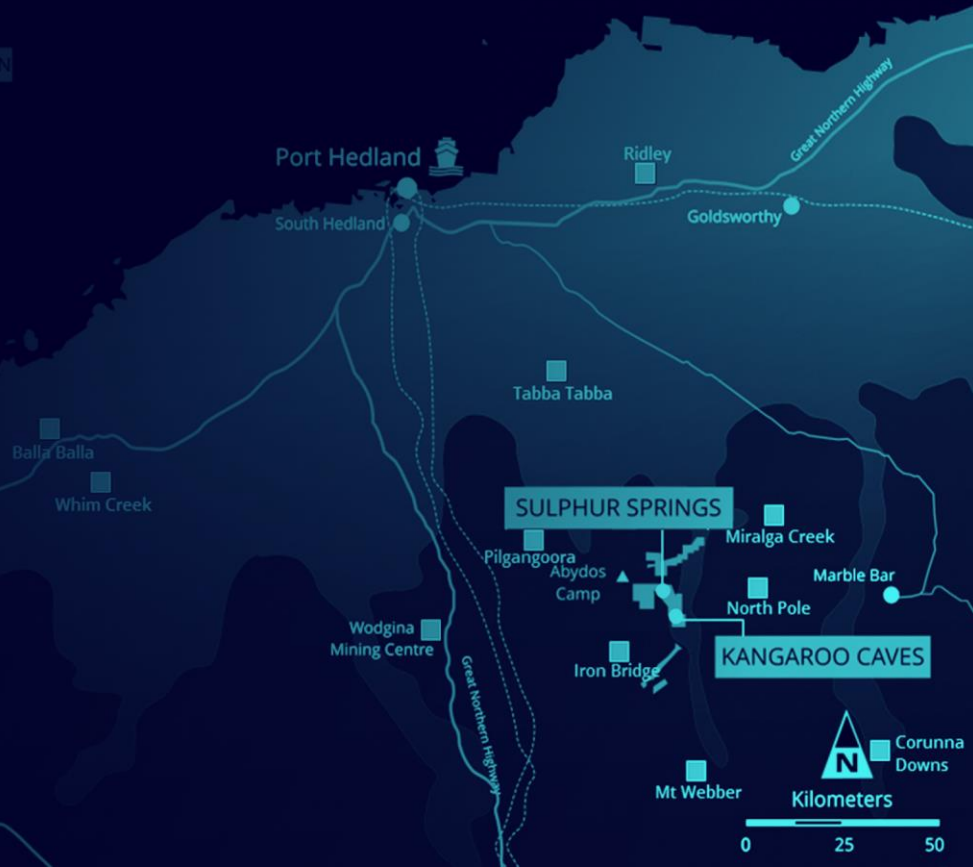 N
Great Northern Highway
Port Hedland
Ridley
South Hedland
Goldsworthy
Tabba Tabba
Balla Balla
Whim Creek
SULPHUR SPRINGS
Miralga Creek
Pilgangoora
Abydos
Camp
Marble Bar
North Pole
Wodgina
Mining Centre
KANGAROO CAVES
Iron Bridge
Great Northern Highway
Corunna
Downs
N
Mt Webber
Kilometers
0 25 50